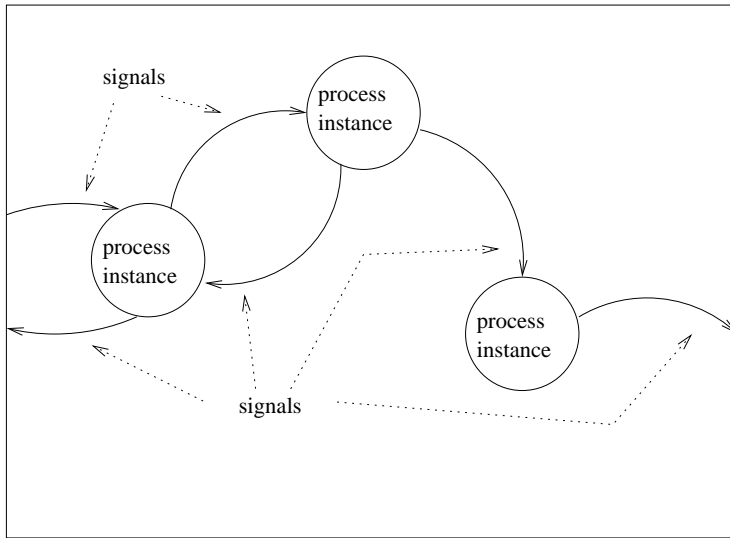 signals
process
instance
process
instance
process
instance
signals